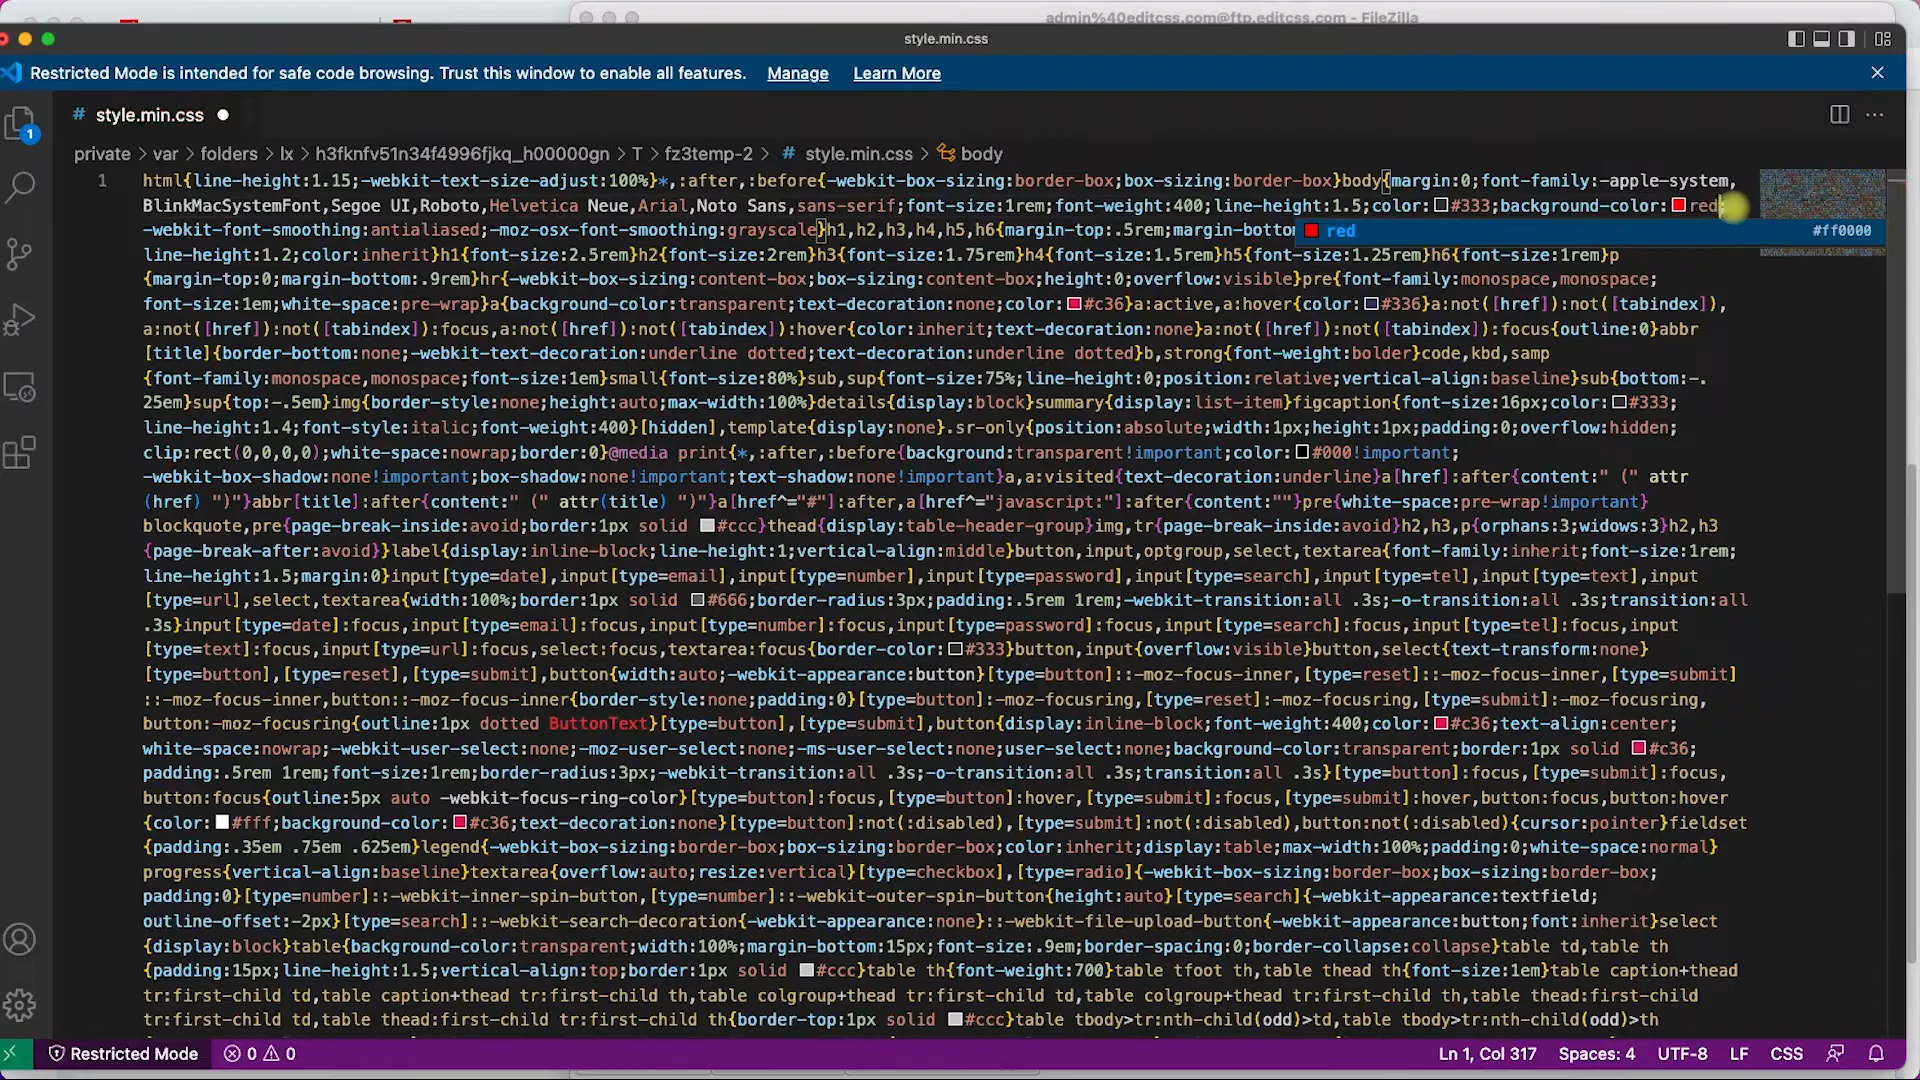 admin%40editcss.com@ftp.editcss.com - FileZilla
style.min.css
Restricted Mode is intended for safe code browsing. Trust this window to enable all features. Manage Learn More
# style.min.css
1
private > var > folders > lx > h3fknfv51n34f4996fjkq_h00000gn > T > fz3temp-2 > # style.min.css > body
1 html{line-height:1.15;-webkit-text-size-adjust:100%}*,:after,:before{-webkit-box-sizing:border-box;box-sizing:border-box}body{margin:0;font-family:-apple-system,
BlinkMacSystemFont,Segoe UI,Roboto,Helvetica Neue,Arial,Noto Sans,sans-serif;font-size:1rem;font-weight:400;line-height:1.5;color:#333;background-color:red;
-webkit-font-smoothing:antialiased;-moz-osx-font-smoothing:grayscale}h1,h2,h3,h4,h5,h6{margin-top:.5rem;margin-bottom
red #ff0000
line-height:1.2;color:inherit}h1{font-size:2.5rem}h2{font-size:2rem}h3{font-size:1.75rem}h4{font-size:1.5rem}h5{font-size:1.25rem}h6{font-size:1rem}p
{margin-top:0;margin-bottom:.9rem}hr{-webkit-box-sizing:content-box;box-sizing:content-box;height:0;overflow:visible}pre{font-family:monospace,monospace;
font-size:1em;white-space:pre-wrap}a{background-color:transparent;text-decoration:none;color:#c36}a:active,a:hover{color:#336}a:not([href]):not([tabindex]),
a:not([href]):not([tabindex]):focus,a:not([href]):not([tabindex]):hover{color:inherit;text-decoration:none}a:not([href]):not([tabindex]):focus{outline:0}abbr
[title]{border-bottom:none;-webkit-text-decoration:underline dotted;text-decoration:underline dotted}b,strong{font-weight:bolder}code,kbd,samp
{font-family:monospace,monospace;font-size:1em}small{font-size:80%}sub,sup{font-size:75%;line-height:0;position:relative;vertical-align:baseline}sub{bottom:-.
25em}sup{top:-.5em}img{border-style:none;height:auto;max-width:100%}details{display:block}summary{display:list-item}figcaption{font-size:16px;color:#333;
line-height:1.4;font-style:italic;font-weight:400}[hidden],template{display:none}.sr-only{position:absolute;width:1px;height:1px;padding:0;overflow:hidden;
clip:rect(0,0,0,0);white-space:nowrap;border:0}@media print{*,:after,:before{background:transparent!important;color:#000!important;
-webkit-box-shadow:none!important;box-shadow:none!important;text-shadow:none!important}a,a:visited{text-decoration:underline}a[href]:after{content:" (" attr
(href) ")"}abbr[title]:after{content:" (" attr(title) ")"}a[href^="#"]:after,a[href^="javascript:"]:after{content:""}pre{white-space:pre-wrap!important}
blockquote,pre{page-break-inside:avoid;border:1px solid #ccc}thead{display:table-header-group}img,tr{page-break-inside:avoid}h2,h3,p{orphans:3;widows:3}h2,h3
{page-break-after:avoid}}label{display:inline-block;line-height:1;vertical-align:middle}button,input,optgroup,select,textarea{font-family:inherit;font-size:1rem;
line-height:1.5;margin:0}input[type=date],input[type=email],input[type=number],input[type=password],input[type=search],input[type=tel],input[type=text],input
[type=url],select,textarea{width:100%;border:1px solid #666;border-radius:3px;padding:.5rem 1rem;-webkit-transition:all .3s;-o-transition:all .3s;transition:all
.3s}input[type=date]:focus,input[type=email]:focus,input[type=number]:focus,input[type=password]:focus,input[type=search]:focus,input[type=tel]:focus,input
[type=text]:focus,input[type=url]:focus,select:focus,textarea:focus{border-color:#333}button,input{overflow:visible}button,select{text-transform:none}
[type=button],[type=reset],[type=submit],button{width:auto;-webkit-appearance:button}[type=button]::-moz-focus-inner,[type=reset]::-moz-focus-inner,[type=submit]
::-moz-focus-inner,button::-moz-focus-inner{border-style:none;padding:0}[type=button]:-moz-focusring,[type=reset]:-moz-focusring,[type=submit]:-moz-focusring,
button:-moz-focusring{outline:1px dotted ButtonText}[type=button],[type=submit],button{display:inline-block;font-weight:400;color:#c36;text-align:center;
white-space:nowrap;-webkit-user-select:none;-moz-user-select:none;-ms-user-select:none;user-select:none;background-color:transparent;border:1px solid #c36;
padding:.5rem 1rem;font-size:1rem;border-radius:3px;-webkit-transition:all .3s;-o-transition:all .3s;transition:all .3s}[type=button]:focus,[type=submit]:focus,
button:focus{outline:5px auto -webkit-focus-ring-color}[type=button]:focus,[type=button]:hover,[type=submit]:focus,[type=submit]:hover,button:focus,button:hover
{color:#fff;background-color:#c36;text-decoration:none}[type=button]:not(:disabled),[type=submit]:not(:disabled),button:not(:disabled){cursor:pointer}fieldset
{padding:.35em .75em .625em}legend{-webkit-box-sizing:border-box;box-sizing:border-box;color:inherit;display:table;max-width:100%;padding:0;white-space:normal}
progress{vertical-align:baseline}textarea{overflow:auto;resize:vertical}[type=checkbox],[type=radio]{-webkit-box-sizing:border-box;box-sizing:border-box;
padding:0}[type=number]::-webkit-inner-spin-button,[type=number]::-webkit-outer-spin-button{height:auto}[type=search]{-webkit-appearance:textfield;
outline-offset:-2px}[type=search]::-webkit-search-decoration{-webkit-appearance:none}::-webkit-file-upload-button{-webkit-appearance:button;font:inherit}select
{display:block}table{background-color:transparent;width:100%;margin-bottom:15px;font-size:.9em;border-spacing:0;border-collapse:collapse}table td,table th
{padding:15px;line-height:1.5;vertical-align:top;border:1px solid #ccc}table th{font-weight:700}table tfoot th,table thead th{font-size:1em}table caption+thead
tr:first-child td,table caption+thead tr:first-child th,table colgroup+thead tr:first-child td,table colgroup+thead tr:first-child th,table thead:first-child
tr:first-child td,table thead:first-child tr:first-child th{border-top:1px solid #ccc}table tbody>tr:nth-child(odd)>td,table tbody>tr:nth-child(odd)>th
Restricted Mode 0 0 Ln 1, Col 317 Spaces: 4 UTF-8 LF CSS